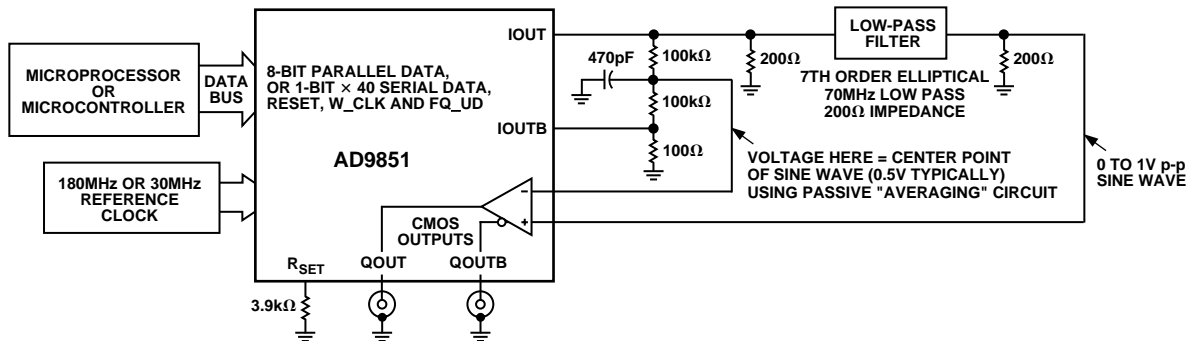 MICROPROCESSOR
OR
MICROCONTROLLER
DATA
BUS
180MHz OR 30MHz
REFERENCE
CLOCK
8-BIT PARALLEL DATA,
OR 1-BIT × 40 SERIAL DATA,
RESET, W_CLK AND FQ_UD
AD9851
IOUT
IOUTB
CMOS
OUTPUTS
RSET
QOUT
QOUTB
3.9kΩ
–
+
470pF
100kΩ
100kΩ
100Ω
200Ω
LOW-PASS
FILTER
200Ω
7TH ORDER ELLIPTICAL
70MHz LOW PASS
200Ω IMPEDANCE
VOLTAGE HERE = CENTER POINT
OF SINE WAVE (0.5V TYPICALLY)
USING PASSIVE "AVERAGING" CIRCUIT
0 TO 1V p-p
SINE WAVE